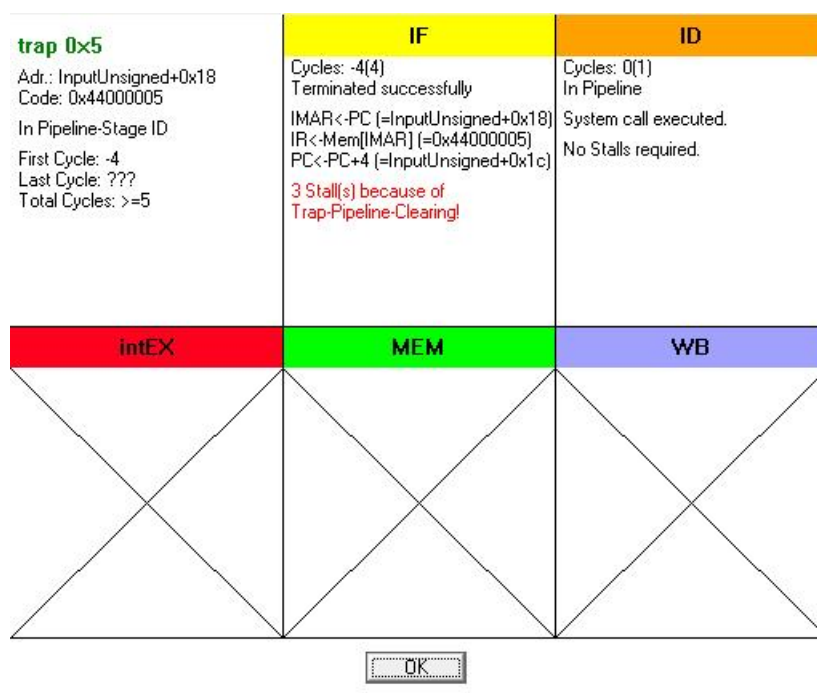 trap 0x5
Adr.: InputUnsigned+0x18
Code: 0x44000005
In Pipeline-Stage ID
First Cycle: -4
Last Cycle: ???
Total Cycles: >=5
IF
Cycles: -4(4)
Terminated successfully
IMAR<-PC (=InputUnsigned+0x18)
IR<-Mem[IMAR] (=0x44000005)
PC<-PC+4 (=InputUnsigned+0x1c)
3 Stall(s) because of
Trap-Pipeline-Clearing!
ID
Cycles: 0(1)
In Pipeline
System call executed.
No Stalls required.
intEX
MEM
WB
OK